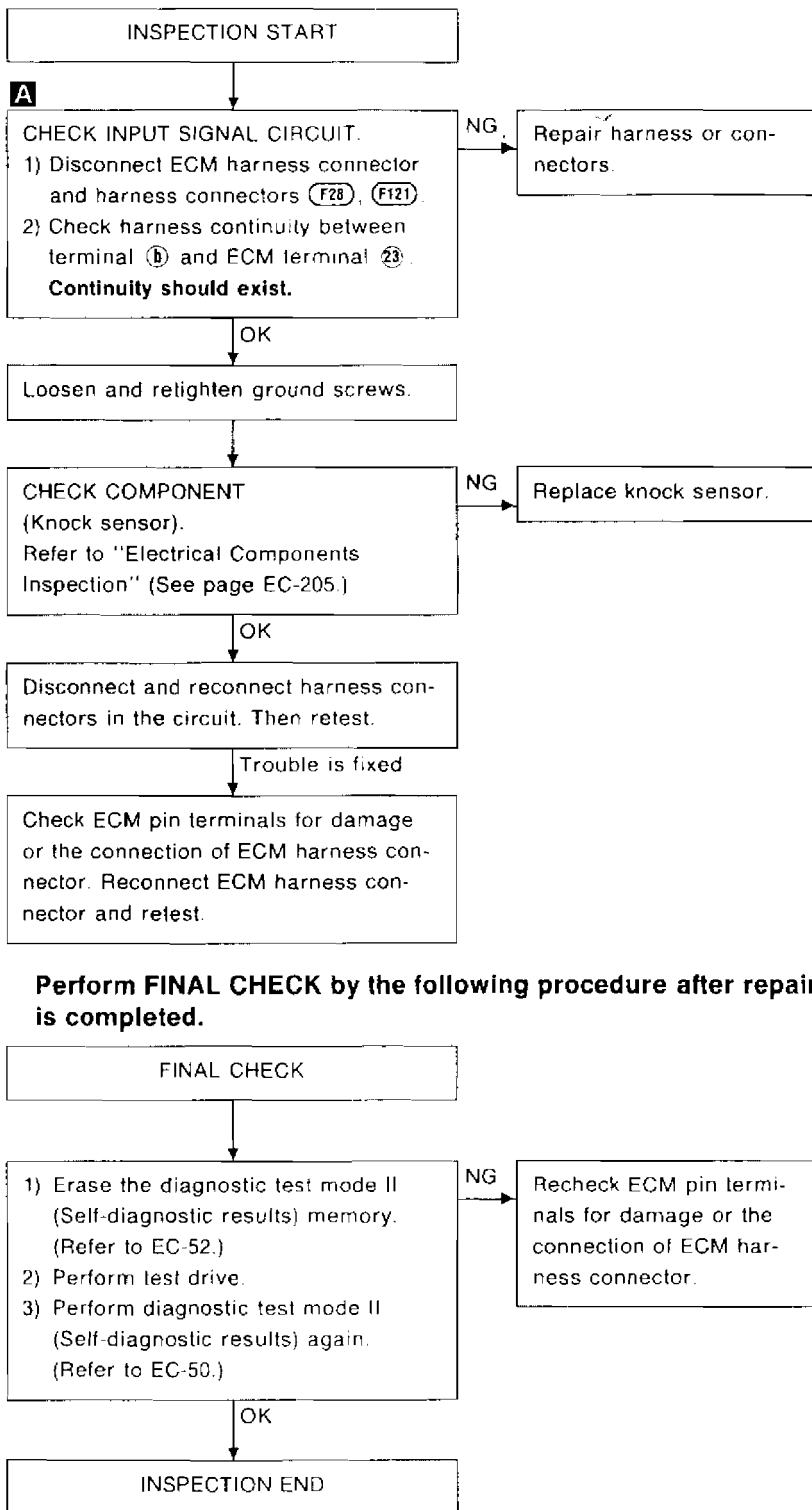 INSPECTION START
A
CHECK INPUT SIGNAL CIRCUIT.
1) Disconnect ECM harness connector
and harness connectors (F28), (F121).
2) Check harness continuity between
terminal (b) and ECM terminal (23).
Continuity should exist.
NG
Repair harness or con-
nectors.
OK
Loosen and retighten ground screws.
CHECK COMPONENT
(Knock sensor).
Refer to "Electrical Components
Inspection" (See page EC-205.)
NG
Replace knock sensor.
OK
Disconnect and reconnect harness con-
nectors in the circuit. Then retest.
Trouble is fixed
Check ECM pin terminals for damage
or the connection of ECM harness con-
nector. Reconnect ECM harness con-
nector and retest.
Perform FINAL CHECK by the following procedure after repair
is completed.
FINAL CHECK
1) Erase the diagnostic test mode II
(Self-diagnostic results) memory.
(Refer to EC-52.)
2) Perform test drive.
3) Perform diagnostic test mode II
(Self-diagnostic results) again.
(Refer to EC-50.)
NG
Recheck ECM pin termi-
nals for damage or the
connection of ECM har-
ness connector.
OK
INSPECTION END